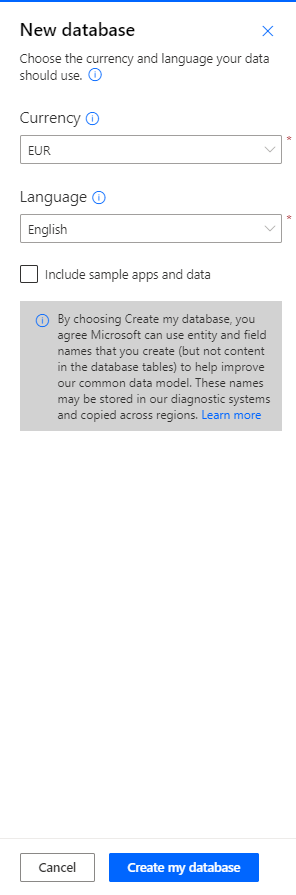 New database
Choose the currency and language your data
should use.
Currency
*
EUR
Language
*
English
Include sample apps and data
By choosing Create my database, you
agree Microsoft can use entity and field
names that you create (but not content
in the database tables) to help improve
our common data model. These names
may be stored in our diagnostic systems
and copied across regions. Learn more
Cancel
Create my database